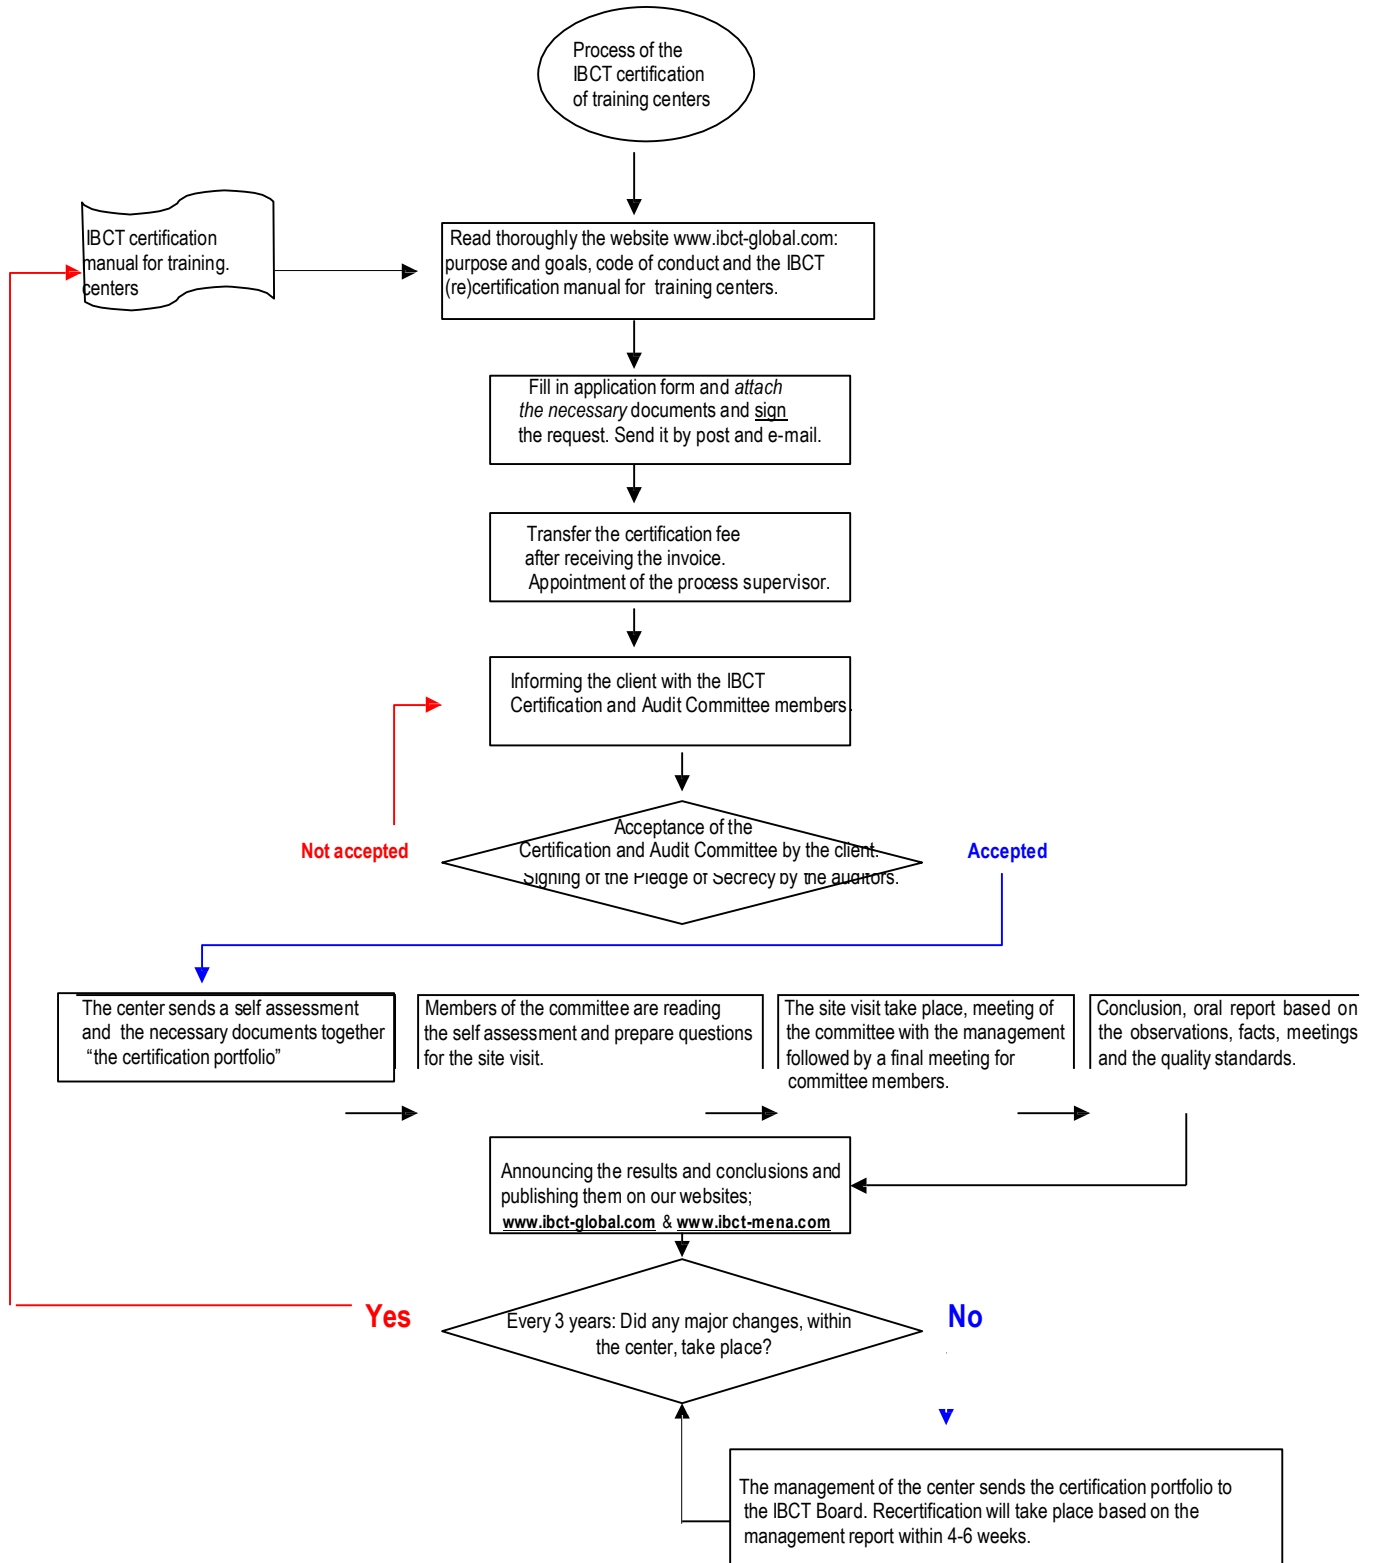 Process of the
IBCT certification
of training centers
IBCT certification
manual for training.
centers
Read thoroughly the website www.ibct-global.com:
purpose and goals, code of conduct and the IBCT
(re)certification manual for training centers.
Fill in application form and attach
the necessary documents and sign
the request. Send it by post and e-mail.
Transfer the certification fee
after receiving the invoice.
Appointment of the process supervisor.
Informing the client with the IBCT
Certification and Audit Committee members.
Not accepted
Acceptance of the
Certification and Audit Committee by the client.
Signing of the Pledge of Secrecy by the auditors.
Accepted
The center sends a self assessment
and the necessary documents together
“the certification portfolio”
Members of the committee are reading
the self assessment and prepare questions
for the site visit.
The site visit take place, meeting of
the committee with the management
followed by a final meeting for
committee members.
Conclusion, oral report based on
the observations, facts, meetings
and the quality standards.
Announcing the results and conclusions and
publishing them on our websites;
www.ibct-global.com & www.ibct-mena.com
Yes
Every 3 years: Did any major changes, within
the center, take place?
No
The management of the center sends the certification portfolio to
the IBCT Board. Recertification will take place based on the
management report within 4-6 weeks.